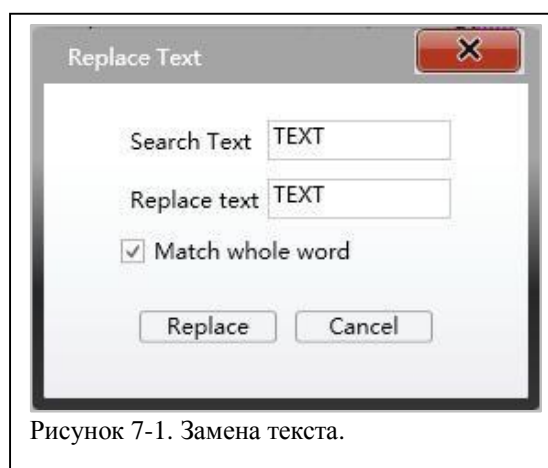 Replace Text
Search Text TEXT
Replace text TEXT
Match whole word
Replace Cancel
Рисунок 7-1. Замена текста.